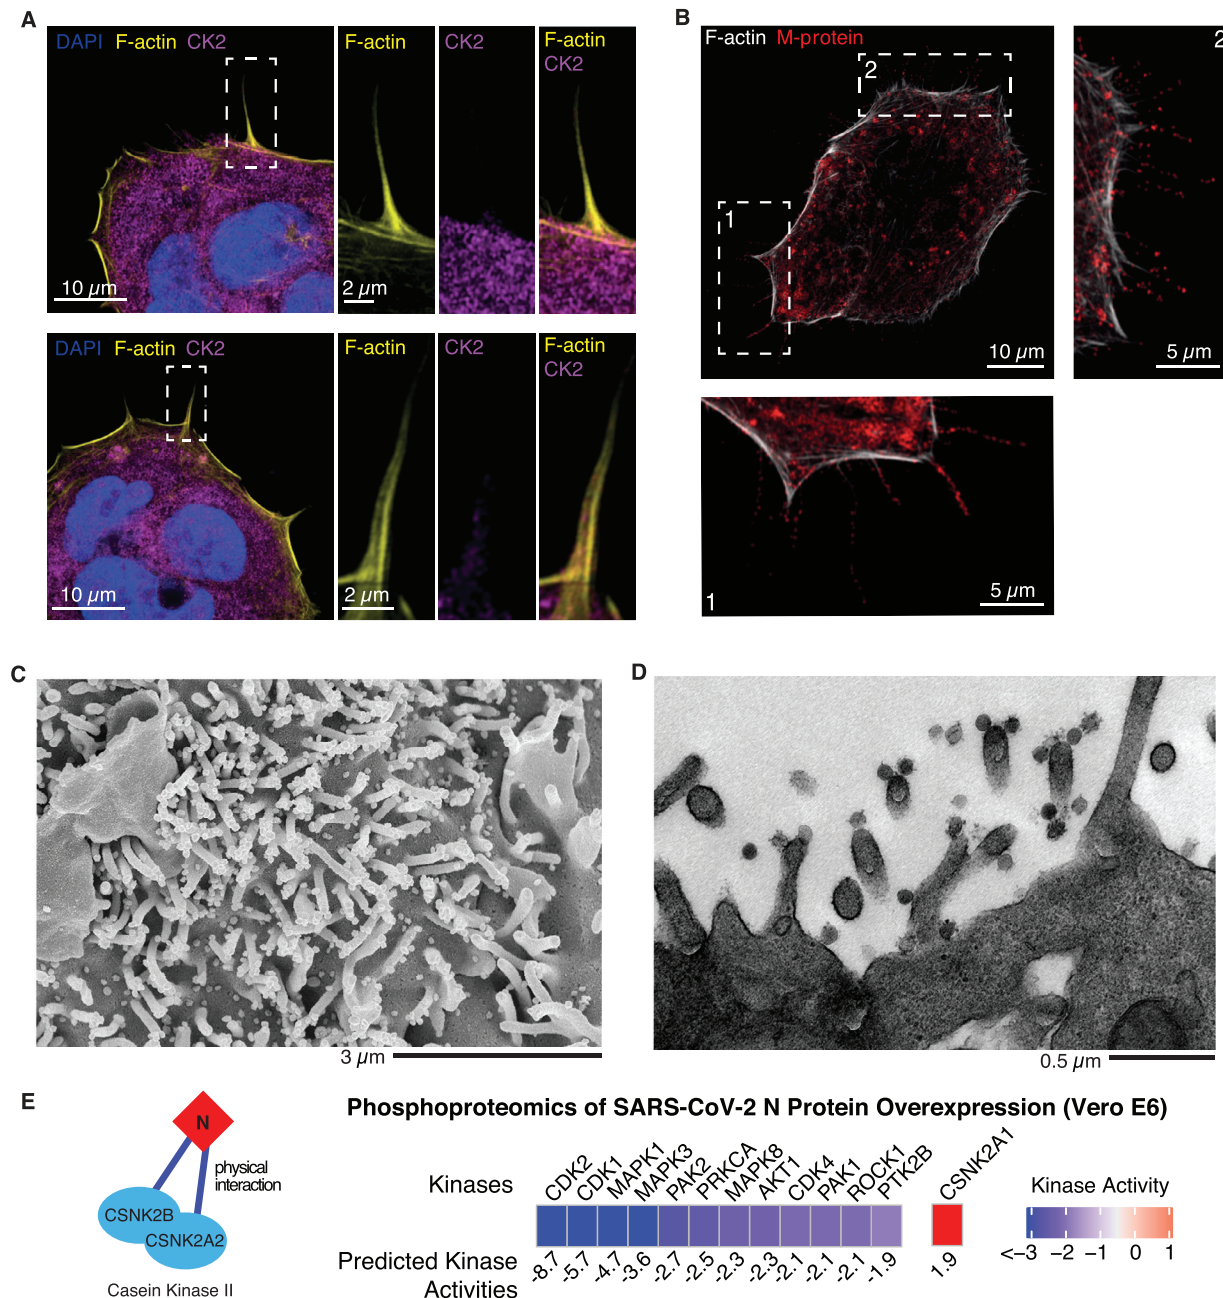 A
DAPI F-actin CK2
F-actin
CK2
F-actin
CK2
10 µm
2 µm
DAPI F-actin CK2
F-actin
CK2
F-actin
CK2
10 µm
2 µm
B
F-actin M-protein
2
1
10 µm
2
5 µm
1
5 µm
C
3 µm
D
0.5 µm
E
N
physical
interaction
CSNK2B
CSNK2A2
Casein Kinase II
Phosphoproteomics of SARS-CoV-2 N Protein Overexpression (Vero E6)
Kinases
CDK2 CDK1 MAPK1 MAPK3 PAK2 PRKCA MAPK8 AKT1 CDK4 PAK1 ROCK1 PTK2B CSNK2A1
Predicted Kinase
Activities
-8.7 -5.7 -4.7 -3.6 -2.7 -2.5 -2.3 -2.3 -2.1 -2.1 -2.1 -1.9 1.9
Kinase Activity
<-3 -2 -1 0 1